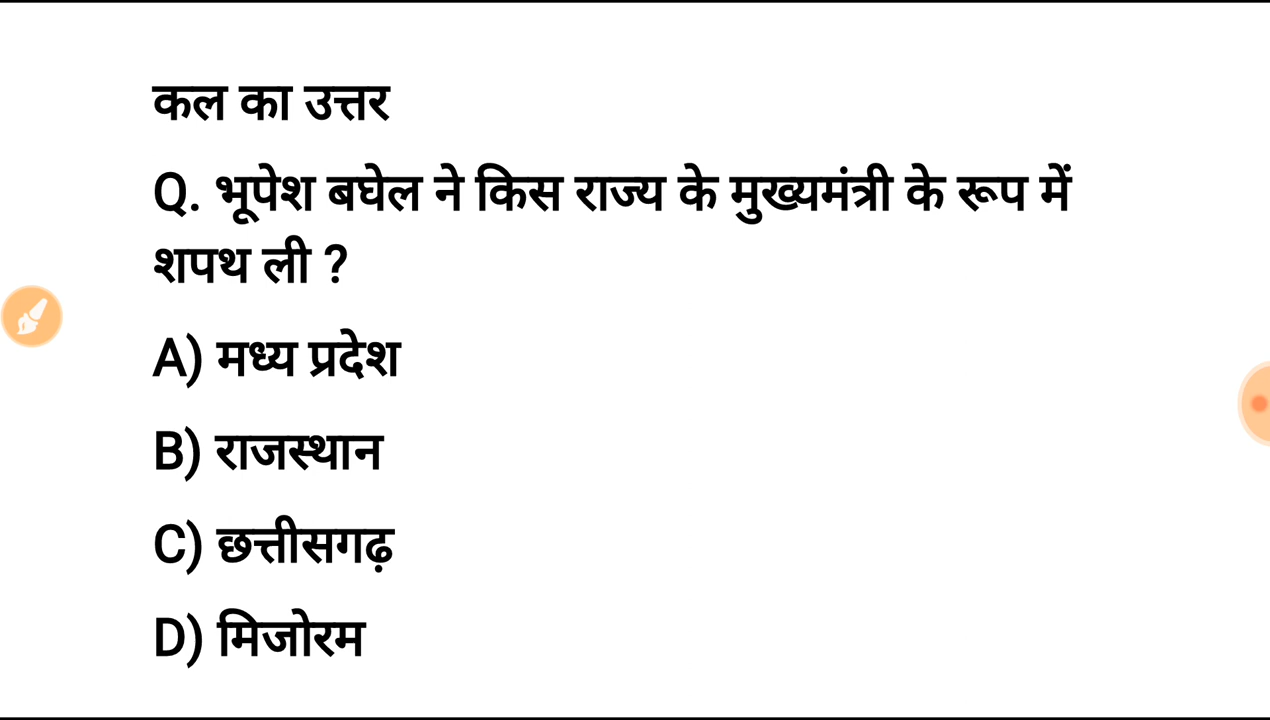 कल का उत्तर
Q. भूपेश बघेल ने किस राज्य के मुख्यमंत्री के रूप में
शपथ ली ?
A) मध्य प्रदेश
B) राजस्थान
C) छत्तीसगढ़
D) मिजोरम